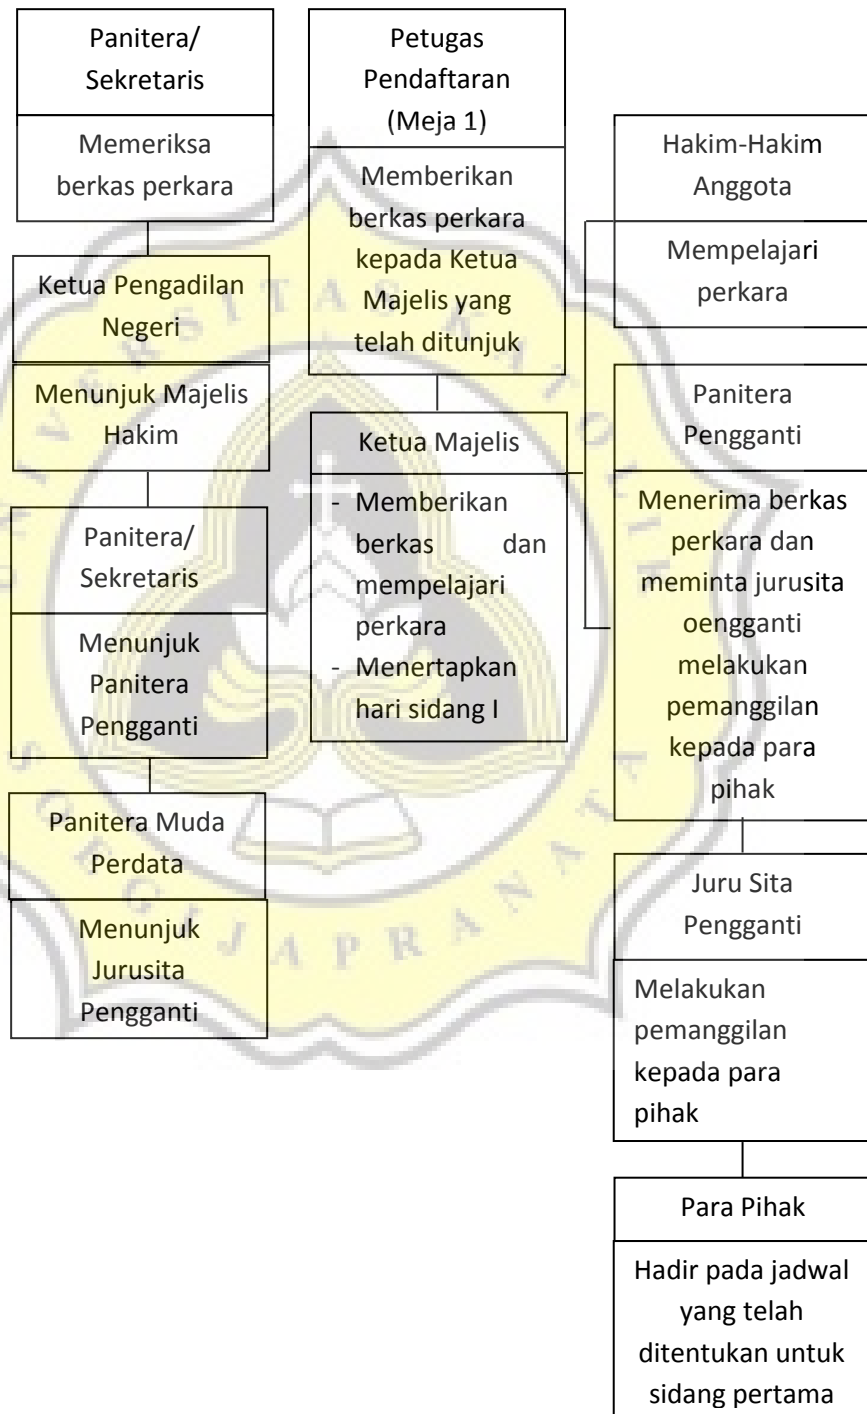 Panitera/
Sekretaris
Memeriksa
berkas perkara
Ketua Pengadilan
Negeri
Menunjuk Majelis
Hakim
Panitera/
Sekretaris
Menunjuk
Panitera
Pengganti
Panitera Muda
Perdata
Menunjuk
Jurusita
Pengganti
Petugas
Pendaftaran
(Meja 1)
Memberikan
berkas perkara
kepada Ketua
Majelis yang
telah ditunjuk
Ketua Majelis
- Memberikan
berkas dan
mempelajari
perkara
- Menertapkan
hari sidang I
Hakim-Hakim
Anggota
Mempelajari
perkara
Panitera
Pengganti
Menerima berkas
perkara dan
meminta jurusita
oengganti
melakukan
pemanggilan
kepada para
pihak
Juru Sita
Pengganti
Melakukan
pemanggilan
kepada para
pihak
Para Pihak
Hadir pada jadwal
yang telah
ditentukan untuk
sidang pertama
UNIVERSITAS KATOLIK
SOEGIJAPRANATA